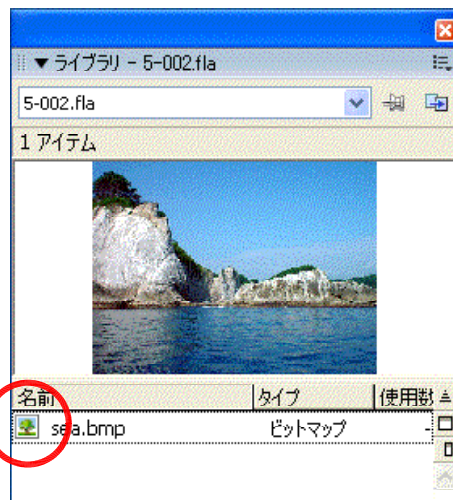 ライブラリ - 5-002.fla
5-002.fla
1 アイテム
名前 タイプ 使用数
sea.bmp ビットマップ -